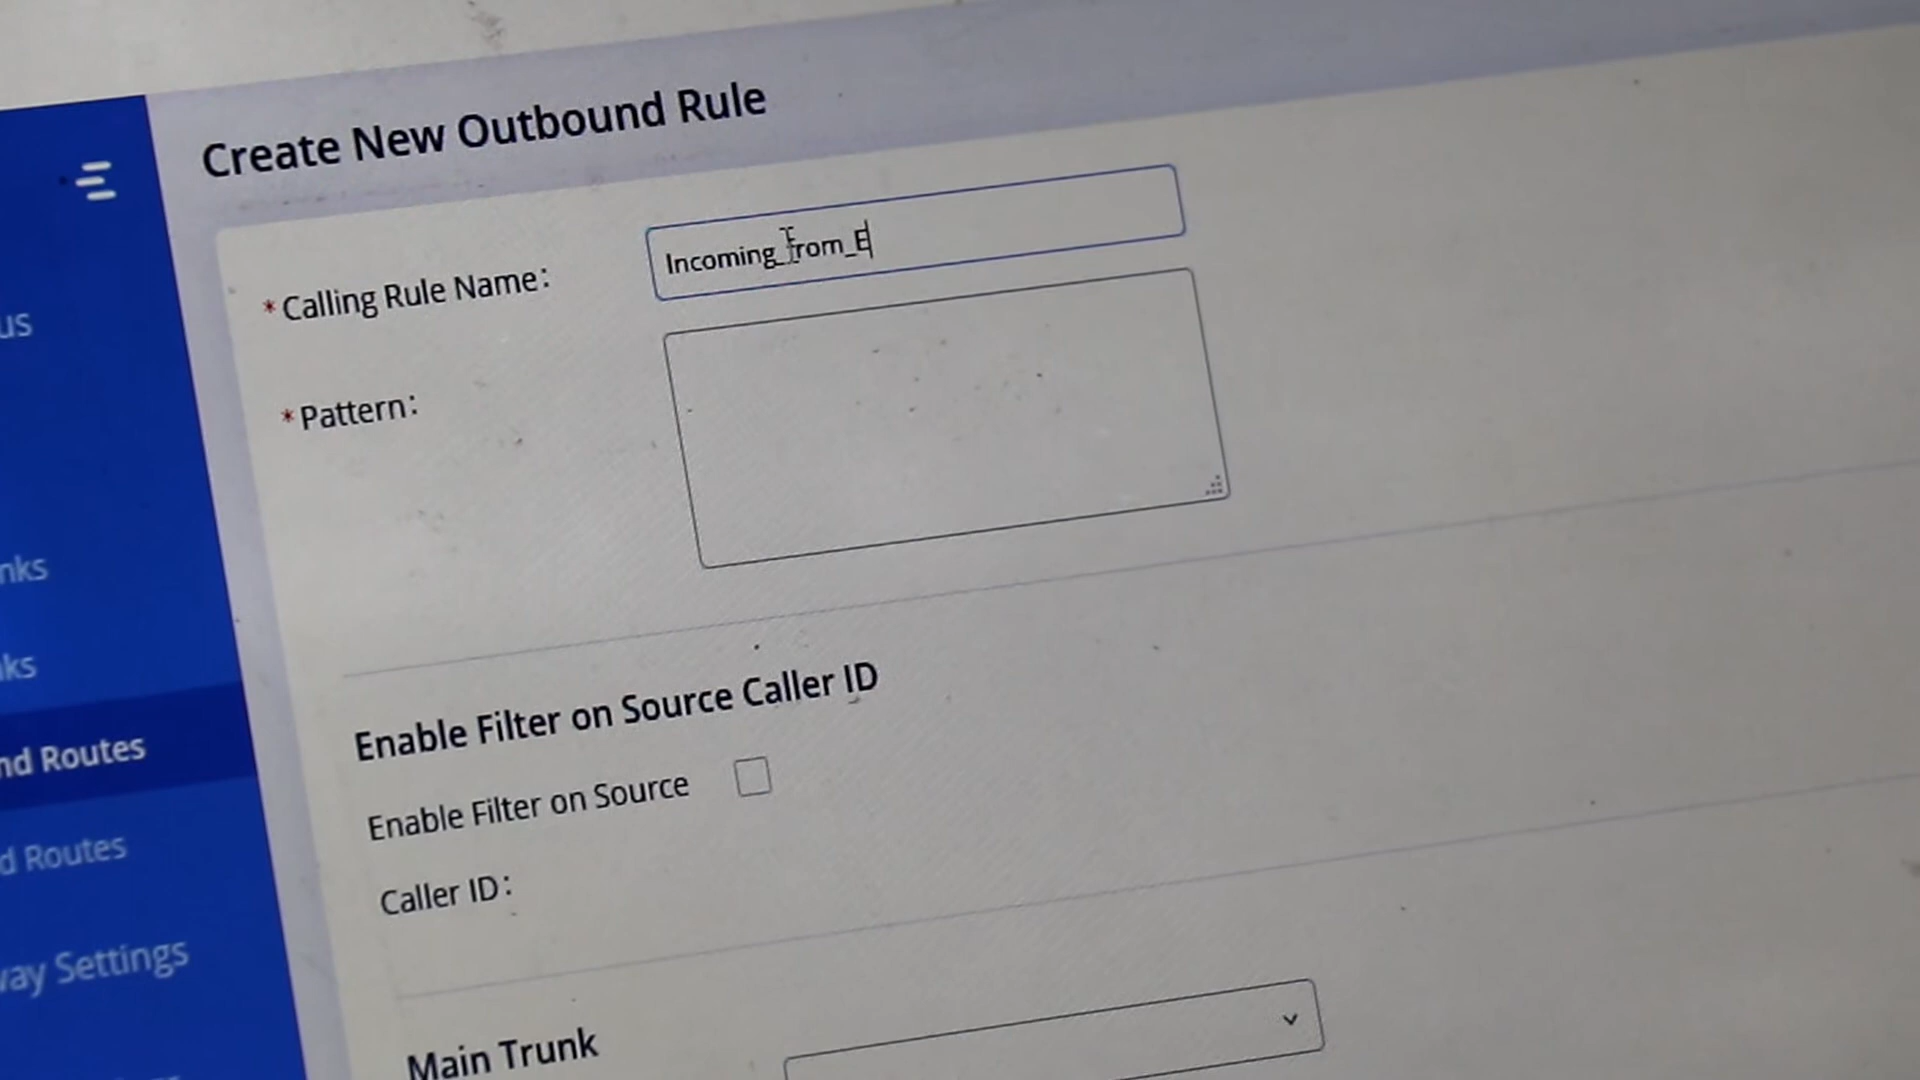 Create New Outbound Rule
* Calling Rule Name:
Incoming_from_E
* Pattern:
us
nks
ks
nd Routes
d Routes
way Settings
Enable Filter on Source Caller ID
Enable Filter on Source
Caller ID:
Main Trunk